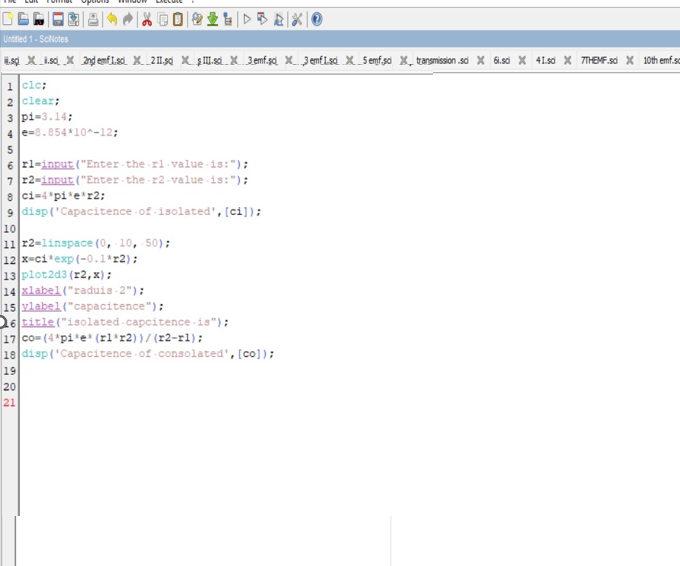 File Edit Format Options Window Execute ?
Untitled 1 - SciNotes
iii.sci ii.sci 2nd emf I.sci 2 II.sci g III.sci 3 emf.sci 3 emf I.sci 5 emf.sci transmission .sci 6i.sci 4 I.sci 7THEMF.sci 10th emf.sci
1 clc;
2 clear;
3 pi=3.14;
4 e=8.854*10^-12;
5
6 r1=input("Enter the r1 value is:");
7 r2=input("Enter the r2 value is:");
8 ci=4*pi*e*r2;
9 disp('Capacitence of isolated',[ci]);
10
11 r2=linspace(0, 10, 50);
12 x=ci*exp(-0.1*r2);
13 plot2d3(r2,x);
14 xlabel("raduis 2");
15 ylabel("capacitence");
16 title("isolated capcitence is");
17 co=(4*pi*e*(r1*r2))/(r2-r1);
18 disp('Capacitence of consolated',[co]);
19
20
21